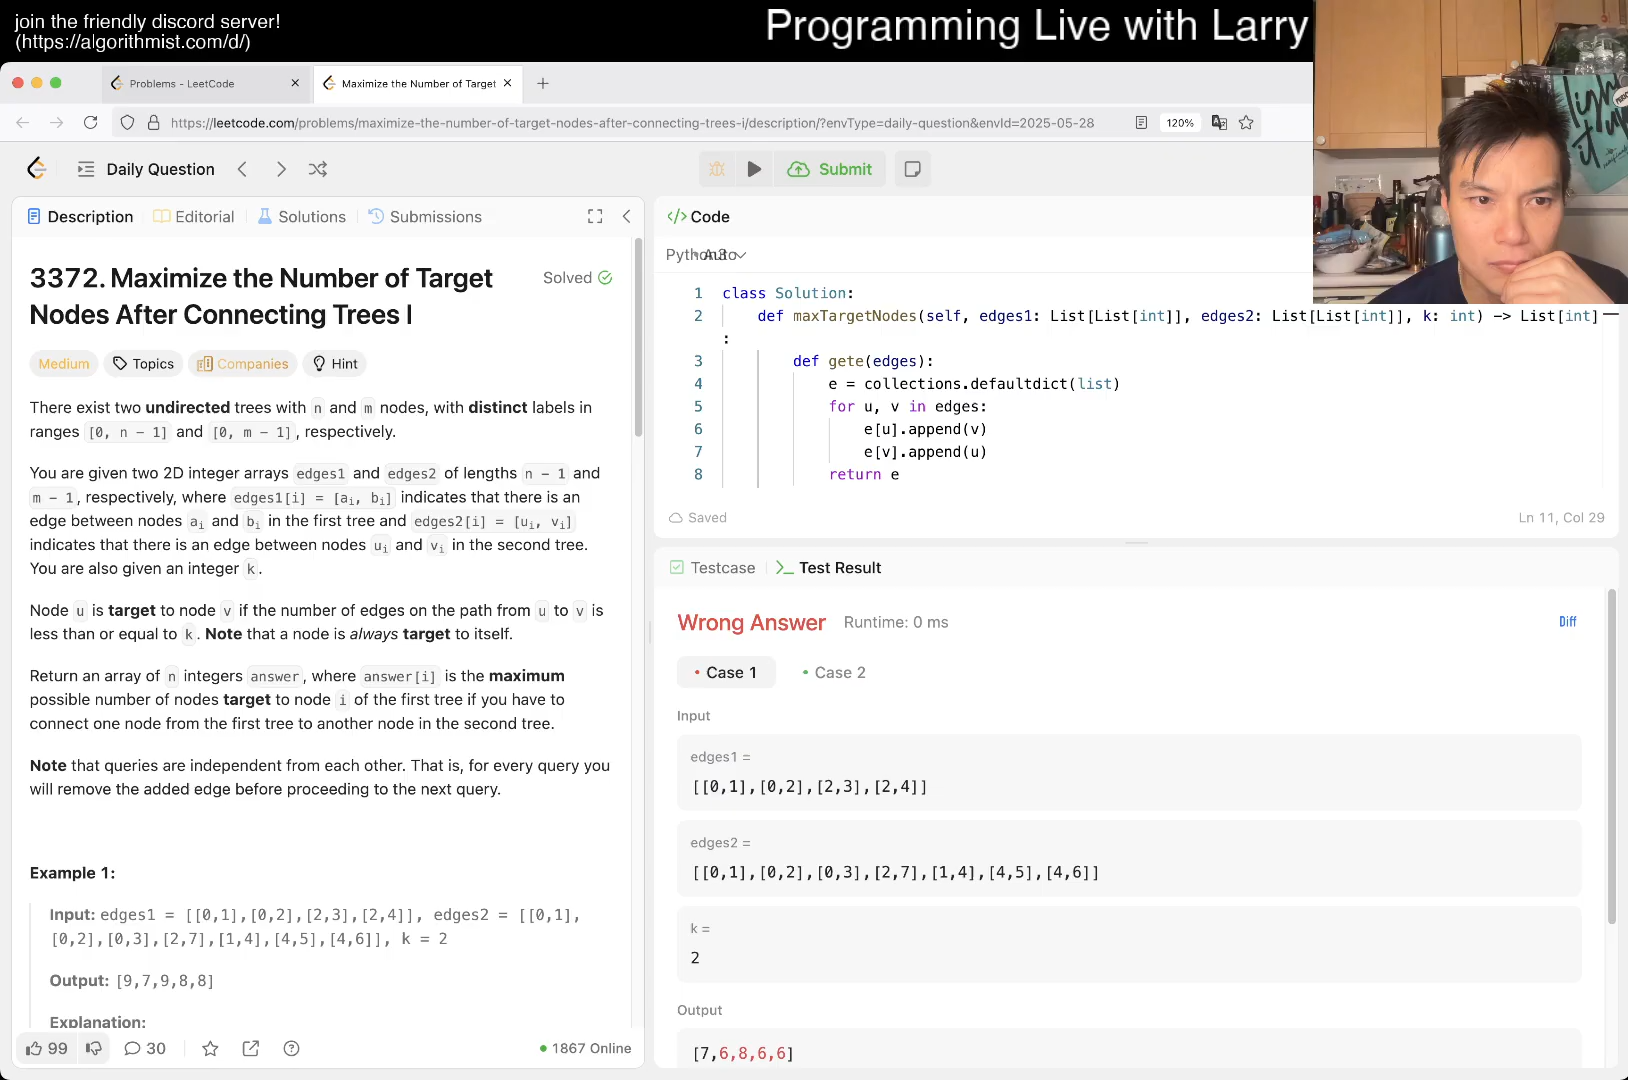 join the friendly discord server!
(https://algorithmist.com/d/)
Programming Live with Larry
Problems - LeetCode
Maximize the Number of Target
https://leetcode.com/problems/maximize-the-number-of-target-nodes-after-connecting-trees-i/description/?envType=daily-question&envId=2025-05-28
120%
Daily Question
Submit
Description
Editorial
Solutions
Submissions
3372. Maximize the Number of Target
Nodes After Connecting Trees I
Solved
Medium
Topics
Companies
Hint
There exist two undirected trees with n and m nodes, with distinct labels in
ranges [0, n - 1] and [0, m - 1], respectively.
You are given two 2D integer arrays edges1 and edges2 of lengths n - 1 and
m - 1, respectively, where edges1[i] = [ai, bi] indicates that there is an
edge between nodes ai and bi in the first tree and edges2[i] = [ui, vi]
indicates that there is an edge between nodes ui and vi in the second tree.
You are also given an integer k.
Node u is target to node v if the number of edges on the path from u to v is
less than or equal to k. Note that a node is always target to itself.
Return an array of n integers answer, where answer[i] is the maximum
possible number of nodes target to node i of the first tree if you have to
connect one node from the first tree to another node in the second tree.
Note that queries are independent from each other. That is, for every query you
will remove the added edge before proceeding to the next query.
Example 1:
Input: edges1 = [[0,1],[0,2],[2,3],[2,4]], edges2 = [[0,1],
[0,2],[0,3],[2,7],[1,4],[4,5],[4,6]], k = 2
Output: [9,7,9,8,8]
Explanation:
99
30
1867 Online
</> Code
Python3
Auto
1 class Solution:
2 def maxTargetNodes(self, edges1: List[List[int]], edges2: List[List[int]], k: int) -> List[int]
:
3 def gete(edges):
4 e = collections.defaultdict(list)
5 for u, v in edges:
6 e[u].append(v)
7 e[v].append(u)
8 return e
Saved
Ln 11, Col 29
Testcase
Test Result
Wrong Answer
Runtime: 0 ms
Diff
Case 1
Case 2
Input
edges1 =
[[0,1],[0,2],[2,3],[2,4]]
edges2 =
[[0,1],[0,2],[0,3],[2,7],[1,4],[4,5],[4,6]]
k =
2
Output
[7,6,8,6,6]